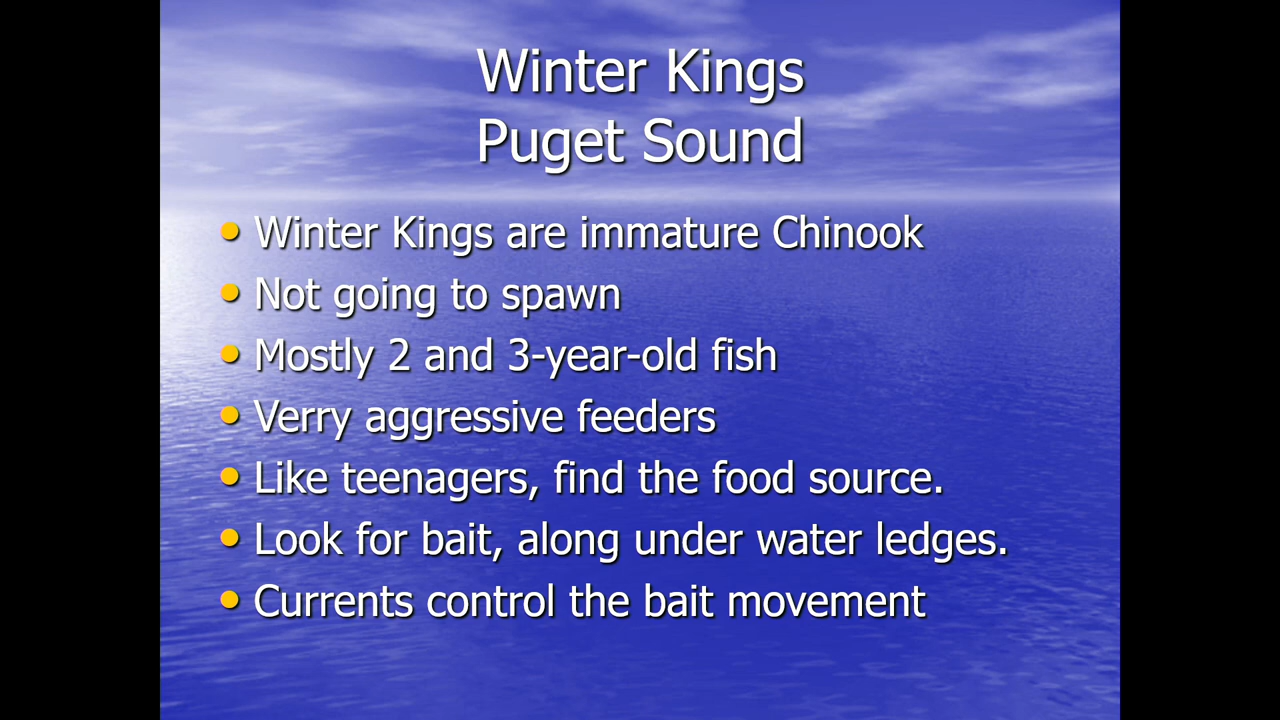 Winter Kings
Puget Sound
• Winter Kings are immature Chinook
• Not going to spawn
• Mostly 2 and 3-year-old fish
• Verry aggressive feeders
• Like teenagers, find the food source.
• Look for bait, along under water ledges.
• Currents control the bait movement